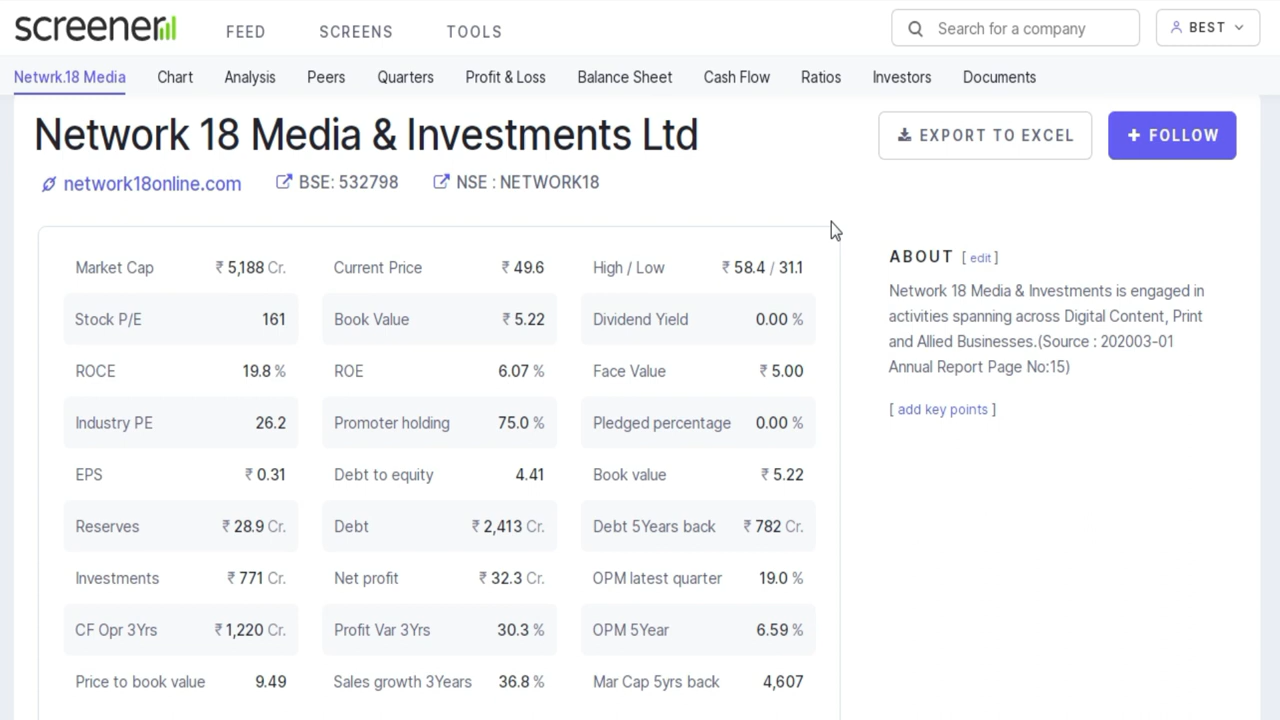 screener
FEED SCREENS TOOLS Search for a company BEST
Netwrk.18 Media Chart Analysis Peers Quarters Profit & Loss Balance Sheet Cash Flow Ratios Investors Documents
Network 18 Media & Investments Ltd EXPORT TO EXCEL + FOLLOW
network18online.com BSE: 532798 NSE : NETWORK18
Market Cap ₹ 5,188 Cr. Current Price ₹ 49.6 High / Low ₹ 58.4 / 31.1
Stock P/E 161 Book Value ₹ 5.22 Dividend Yield 0.00 %
ROCE 19.8 % ROE 6.07 % Face Value ₹ 5.00
Industry PE 26.2 Promoter holding 75.0 % Pledged percentage 0.00 %
EPS ₹ 0.31 Debt to equity 4.41 Book value ₹ 5.22
Reserves ₹ 28.9 Cr. Debt ₹ 2,413 Cr. Debt 5Years back ₹ 782 Cr.
Investments ₹ 771 Cr. Net profit ₹ 32.3 Cr. OPM latest quarter 19.0 %
CF Opr 3Yrs ₹ 1,220 Cr. Profit Var 3Yrs 30.3 % OPM 5Year 6.59 %
Price to book value 9.49 Sales growth 3Years 36.8 % Mar Cap 5yrs back 4,607
ABOUT [ edit ]
Network 18 Media & Investments is engaged in
activities spanning across Digital Content, Print
and Allied Businesses.(Source : 202003-01
Annual Report Page No:15)
[ add key points ]